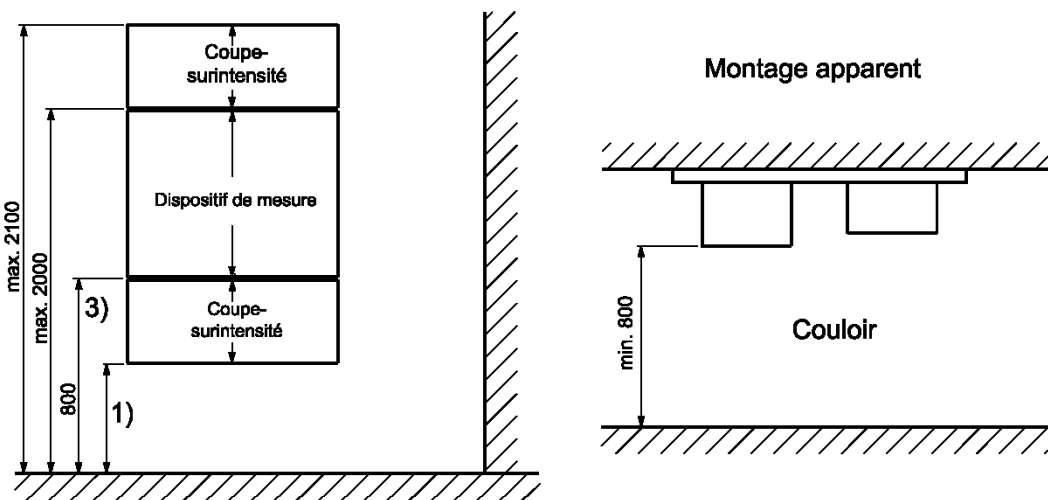 Coupe-
surintensité
Dispositif de mesure
Coupe-
surintensité
max. 2100
max. 2000
800
3)
1)
Montage apparent
min. 800
Couloir